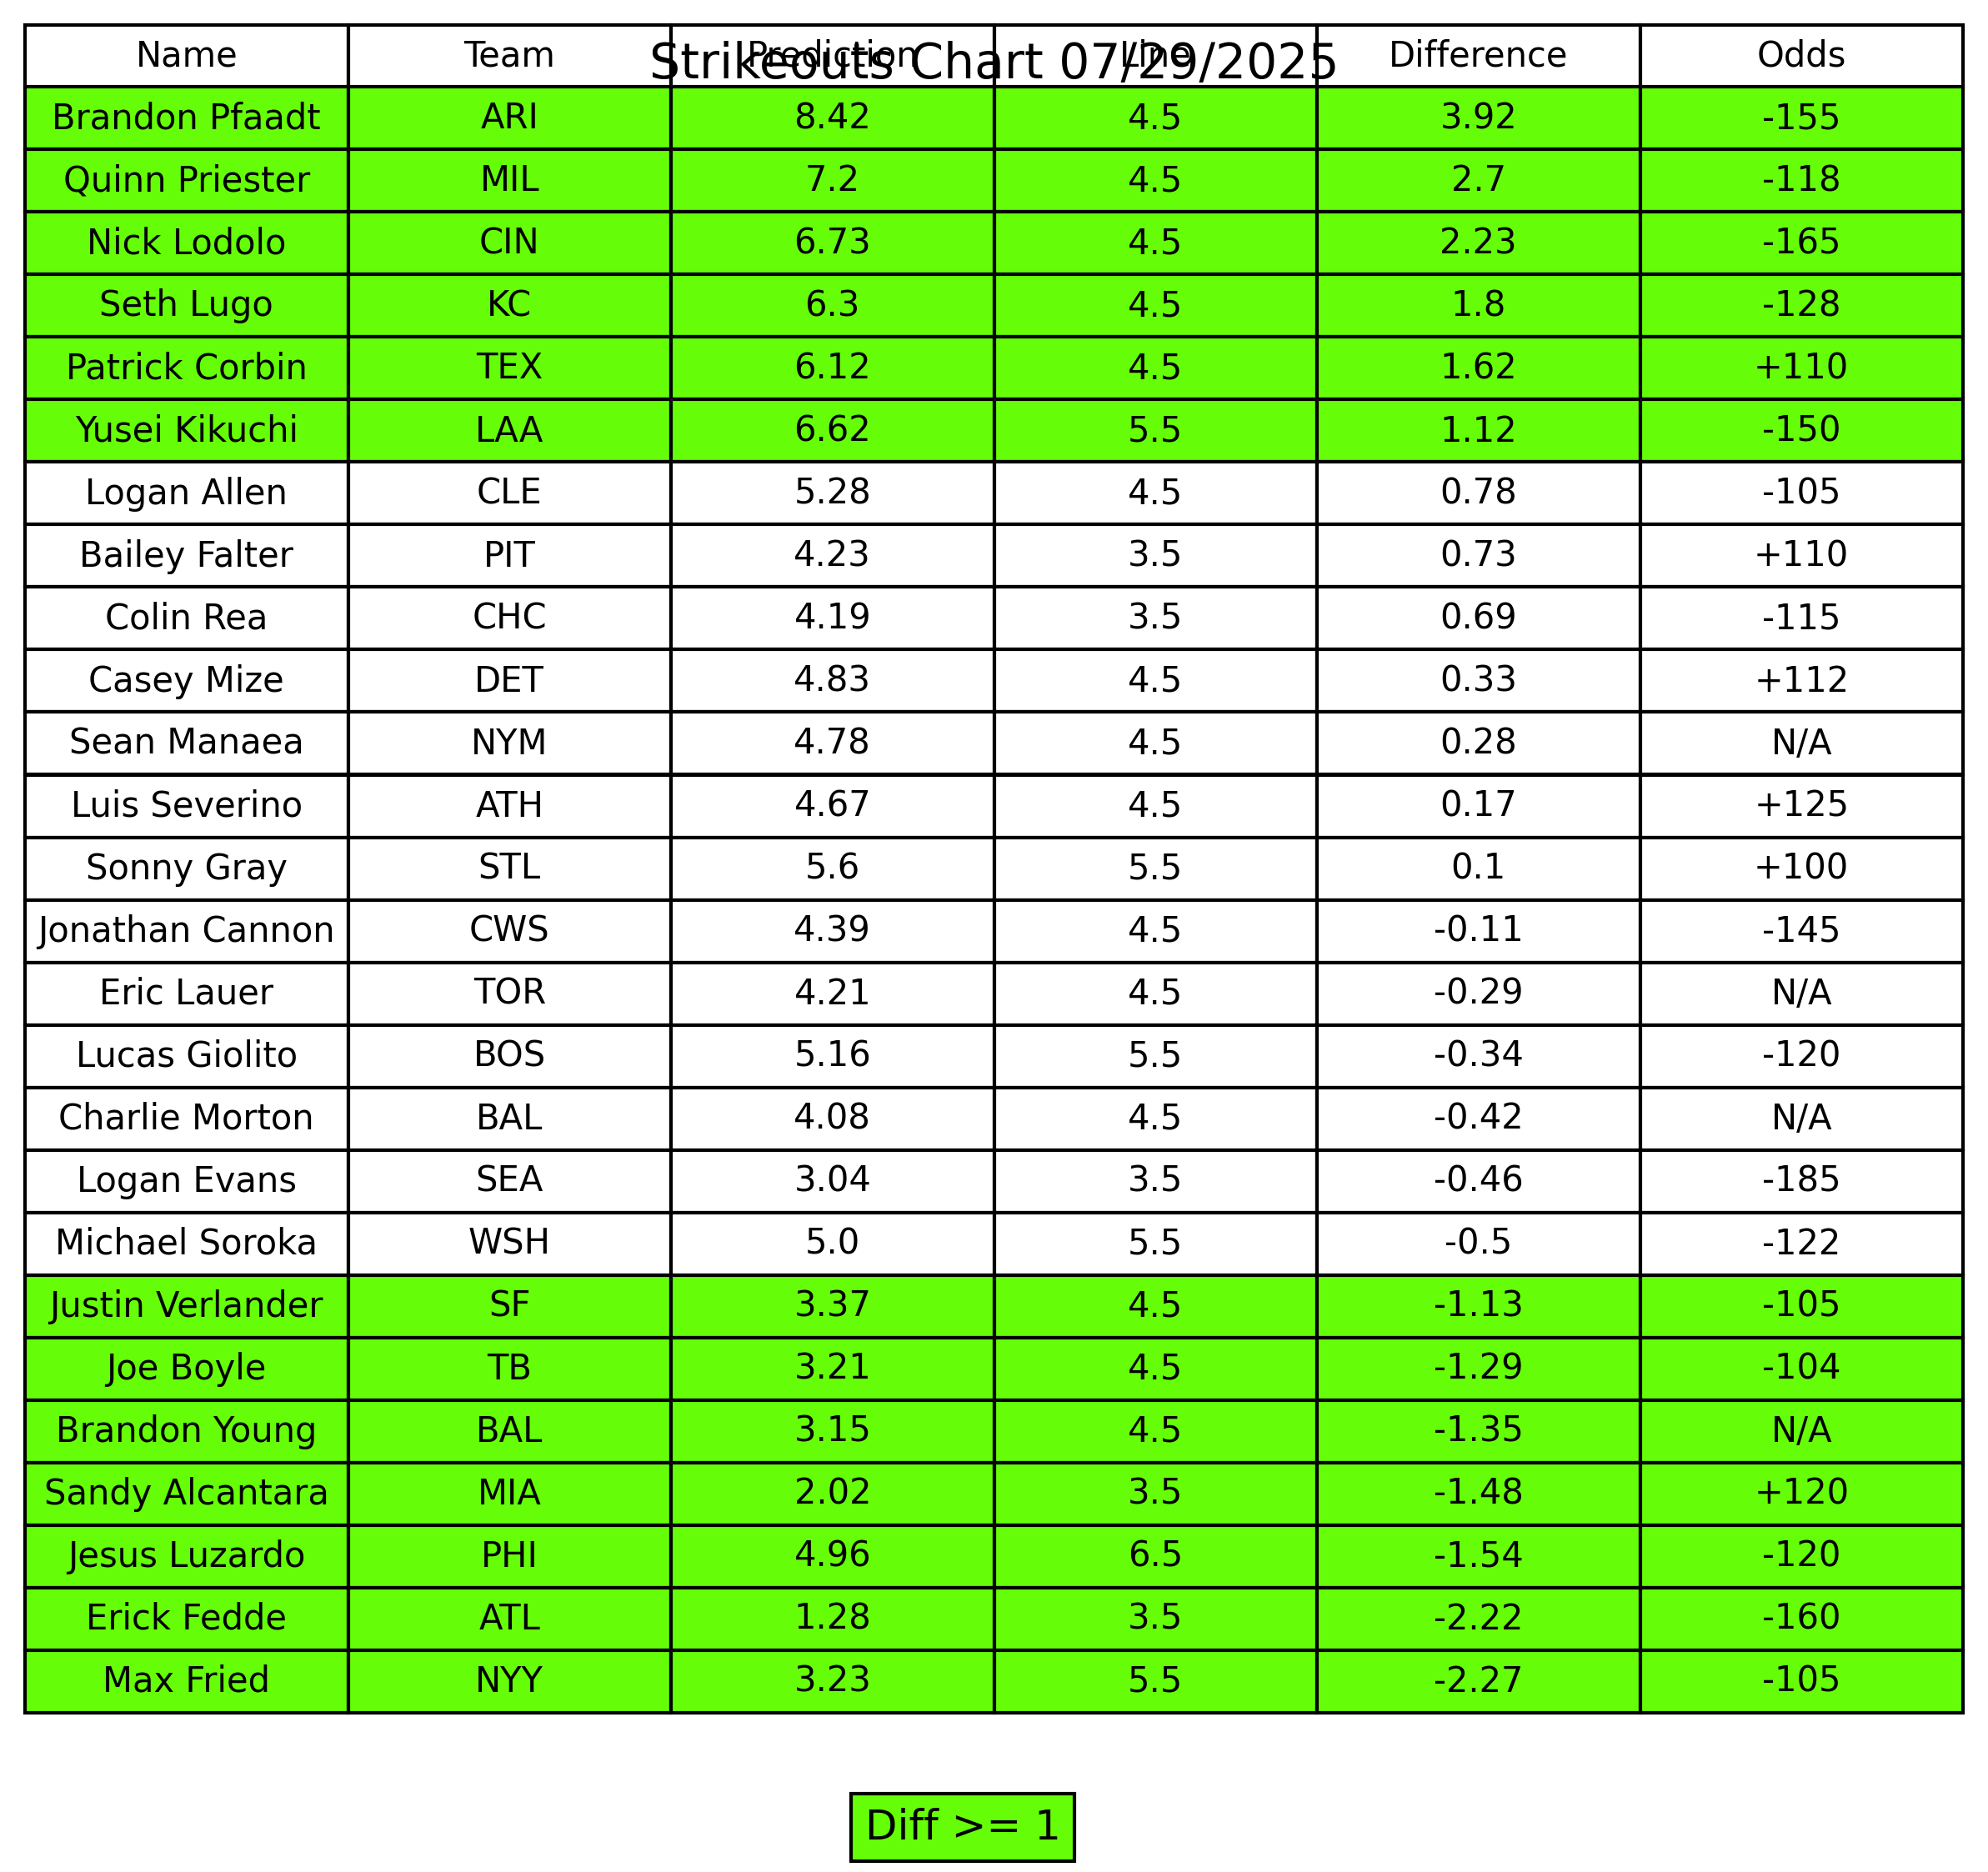 Strikeouts Chart 07/29/2025
Name Team Prediction Line Difference Odds
Brandon Pfaadt ARI 8.42 4.5 3.92 -155
Quinn Priester MIL 7.2 4.5 2.7 -118
Nick Lodolo CIN 6.73 4.5 2.23 -165
Seth Lugo KC 6.3 4.5 1.8 -128
Patrick Corbin TEX 6.12 4.5 1.62 +110
Yusei Kikuchi LAA 6.62 5.5 1.12 -150
Logan Allen CLE 5.28 4.5 0.78 -105
Bailey Falter PIT 4.23 3.5 0.73 +110
Colin Rea CHC 4.19 3.5 0.69 -115
Casey Mize DET 4.83 4.5 0.33 +112
Sean Manaea NYM 4.78 4.5 0.28 N/A
Luis Severino ATH 4.67 4.5 0.17 +125
Sonny Gray STL 5.6 5.5 0.1 +100
Jonathan Cannon CWS 4.39 4.5 -0.11 -145
Eric Lauer TOR 4.21 4.5 -0.29 N/A
Lucas Giolito BOS 5.16 5.5 -0.34 -120
Charlie Morton BAL 4.08 4.5 -0.42 N/A
Logan Evans SEA 3.04 3.5 -0.46 -185
Michael Soroka WSH 5.0 5.5 -0.5 -122
Justin Verlander SF 3.37 4.5 -1.13 -105
Joe Boyle TB 3.21 4.5 -1.29 -104
Brandon Young BAL 3.15 4.5 -1.35 N/A
Sandy Alcantara MIA 2.02 3.5 -1.48 +120
Jesus Luzardo PHI 4.96 6.5 -1.54 -120
Erick Fedde ATL 1.28 3.5 -2.22 -160
Max Fried NYY 3.23 5.5 -2.27 -105
Diff >= 1